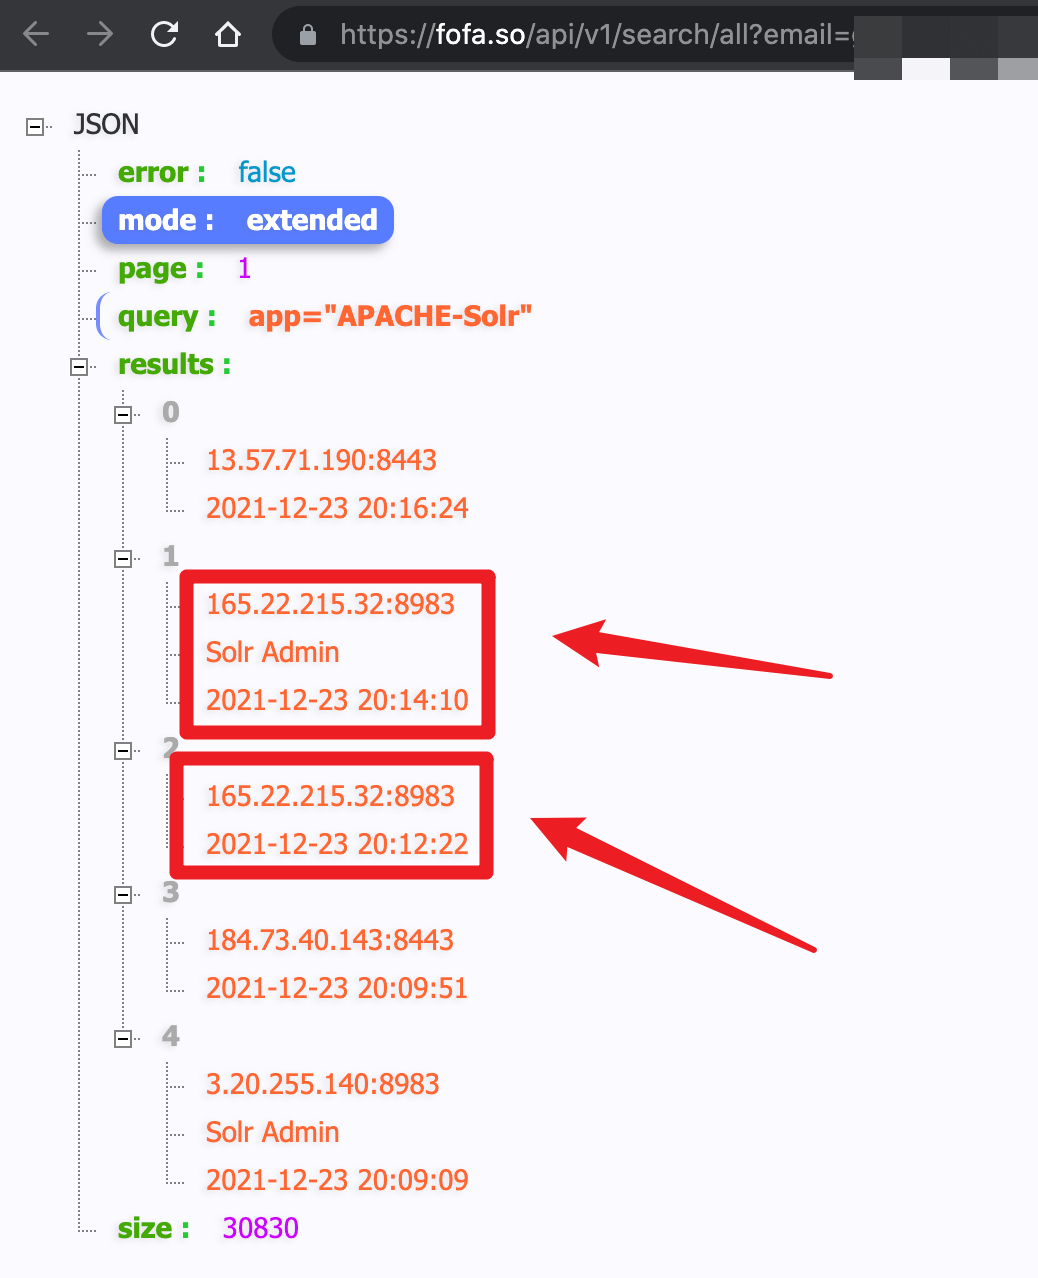 https://fofa.so/api/v1/search/all?email=
JSON
error : false
mode : extended
page : 1
query : app="APACHE-Solr"
results :
0
13.57.71.190:8443
2021-12-23 20:16:24
1
165.22.215.32:8983
Solr Admin
2021-12-23 20:14:10
2
165.22.215.32:8983
2021-12-23 20:12:22
3
184.73.40.143:8443
2021-12-23 20:09:51
4
3.20.255.140:8983
Solr Admin
2021-12-23 20:09:09
size : 30830